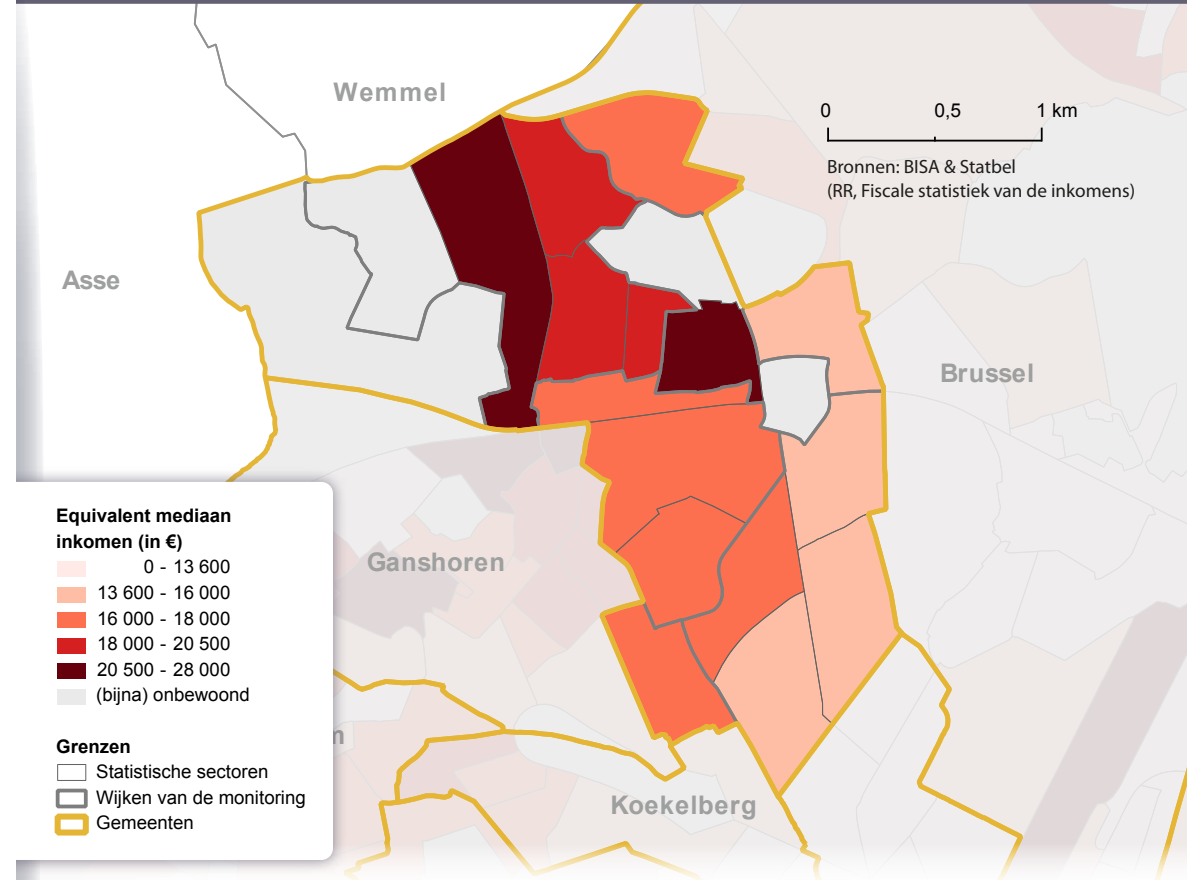 Wemmel
0 0,5 1 km
Bronnen: BISA & Statbel
(RR, Fiscale statistiek van de inkomens)
Asse
Brussel
Equivalent mediaan
inkomen (in €)
0 - 13 600
13 600 - 16 000
16 000 - 18 000
18 000 - 20 500
20 500 - 28 000
(bijna) onbewoond
Ganshoren
Grenzen
m
Statistische sectoren
Wijken van de monitoring
Gemeenten
Koekelberg